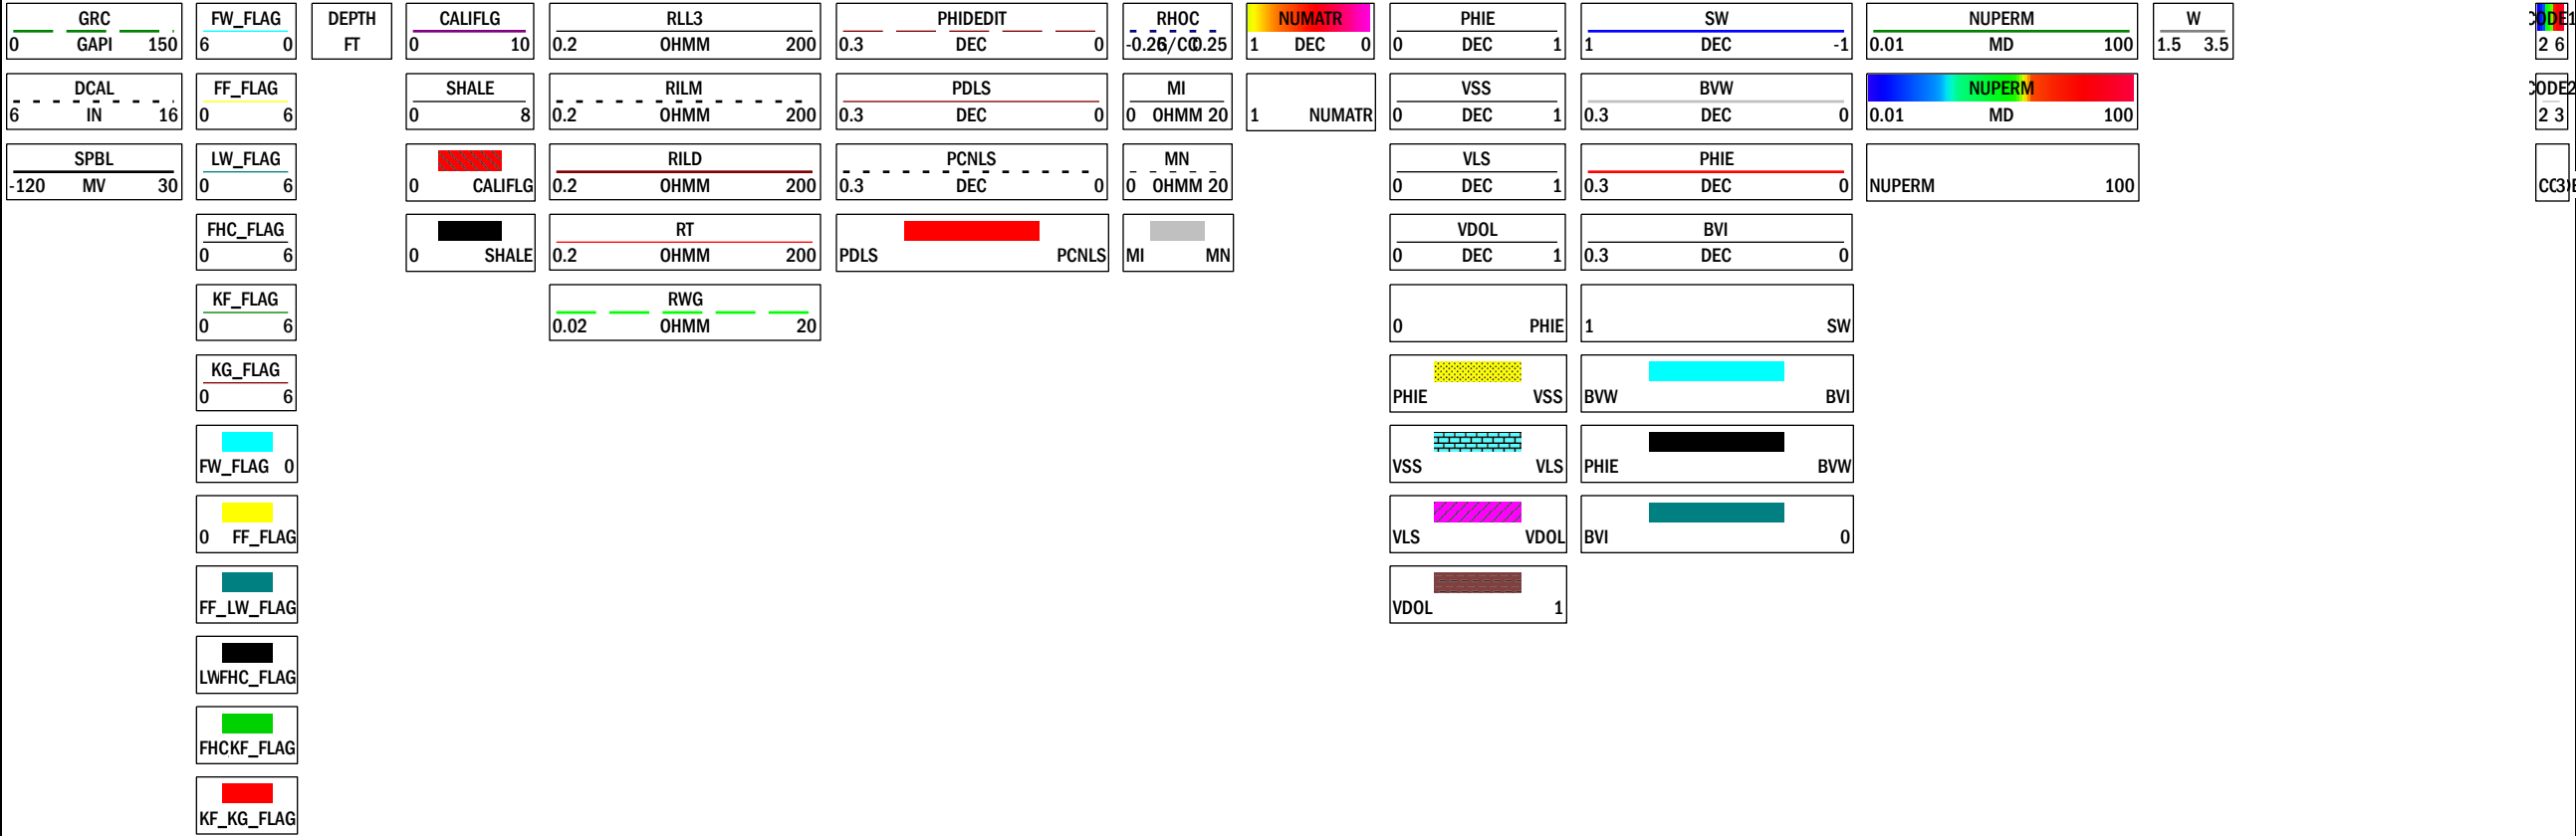 GRC
0 GAPI 150
DCAL
6 IN 16
SPBL
-120 MV 30
FW_FLAG
6 0
FF_FLAG
0 6
LW_FLAG
0 6
FHC_FLAG
0 6
KF_FLAG
0 6
KG_FLAG
0 6
FW_FLAG 0
0 FF_FLAG
FF_LW_FLAG
LWFHC_FLAG
FHCKF_FLAG
KF_KG_FLAG
DEPTH
FT
CALIFLG
0 10
SHALE
0 8
0 CALIFLG
0 SHALE
RLL3
0.2 OHMM 200
RILM
0.2 OHMM 200
RILD
0.2 OHMM 200
RT
0.2 OHMM 200
RWG
0.02 OHMM 20
PHIDEDIT
0.3 DEC 0
PDLS
0.3 DEC 0
PCNLS
0.3 DEC 0
PDLS PCNLS
RHOC
0.25
MI
0 OHMM 20
MN
0 OHMM 20
MI MN
NUMATR
1 DEC 0
1 NUMATR
PHIE
0 DEC 1
VSS
0 DEC 1
VLS
0 DEC 1
VDOL
0 DEC 1
0 PHIE
PHIE VSS
VSS VLS
VLS VDOL
VDOL 1
SW
1 DEC -1
BVW
0.3 DEC 0
PHIE
0.3 DEC 0
BVI
0.3 DEC 0
1 SW
BVW BVI
PHIE BVW
BVI 0
NUPERM
0.01 MD 100
NUPERM
0.01 MD 100
NUPERM 100
W
1.5 3.5
CODE1
2 6
CODE2
2 3